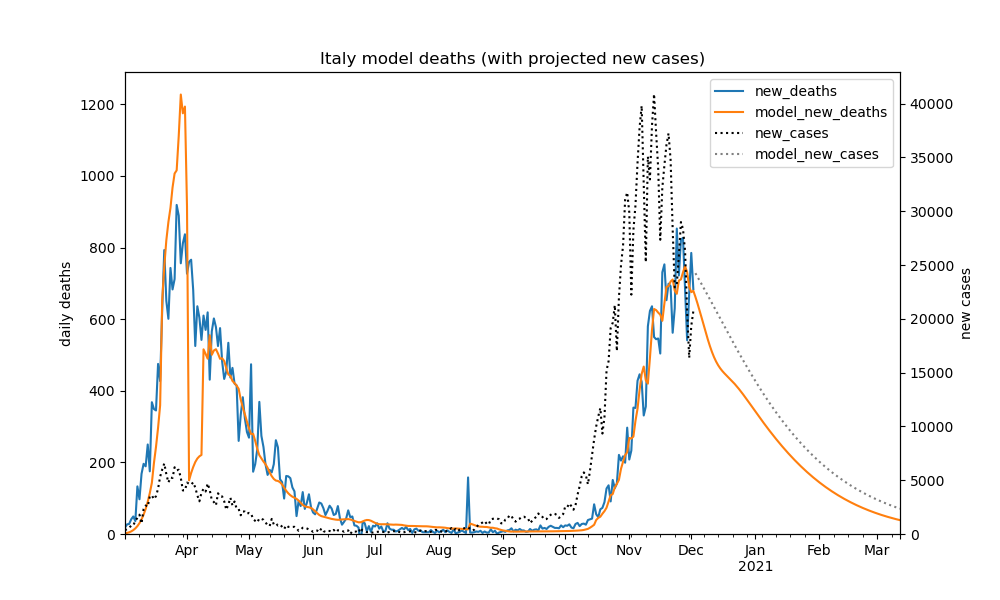 Italy model deaths (with projected new cases)
new_deaths
model_new_deaths
new_cases
model_new_cases
daily deaths
1200
1000
800
600
400
200
0
new cases
40000
35000
30000
25000
20000
15000
10000
5000
0
Apr May Jun Jul Aug Sep Oct Nov Dec Jan Feb Mar
2021